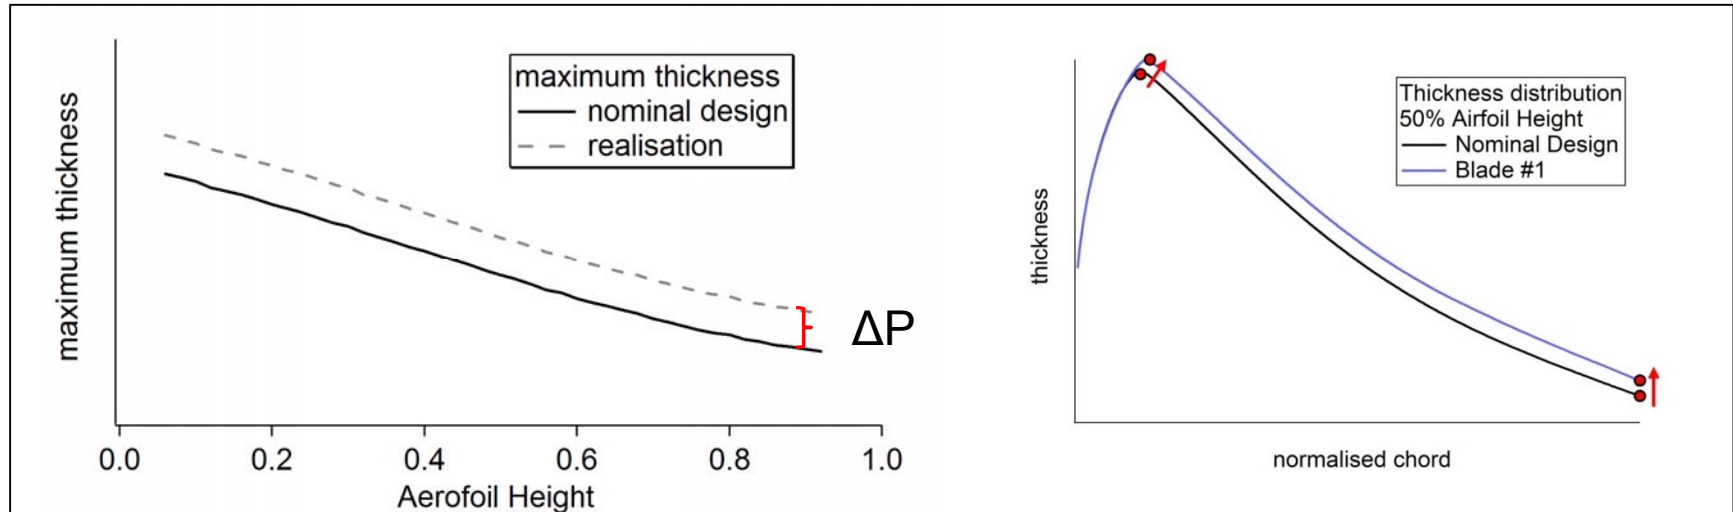 maximum thickness
maximum thickness
nominal design
realisation
ΔP
0.0 0.2 0.4 0.6 0.8 1.0
Aerofoil Height
thickness
Thickness distribution
50% Airfoil Height
Nominal Design
Blade #1
normalised chord